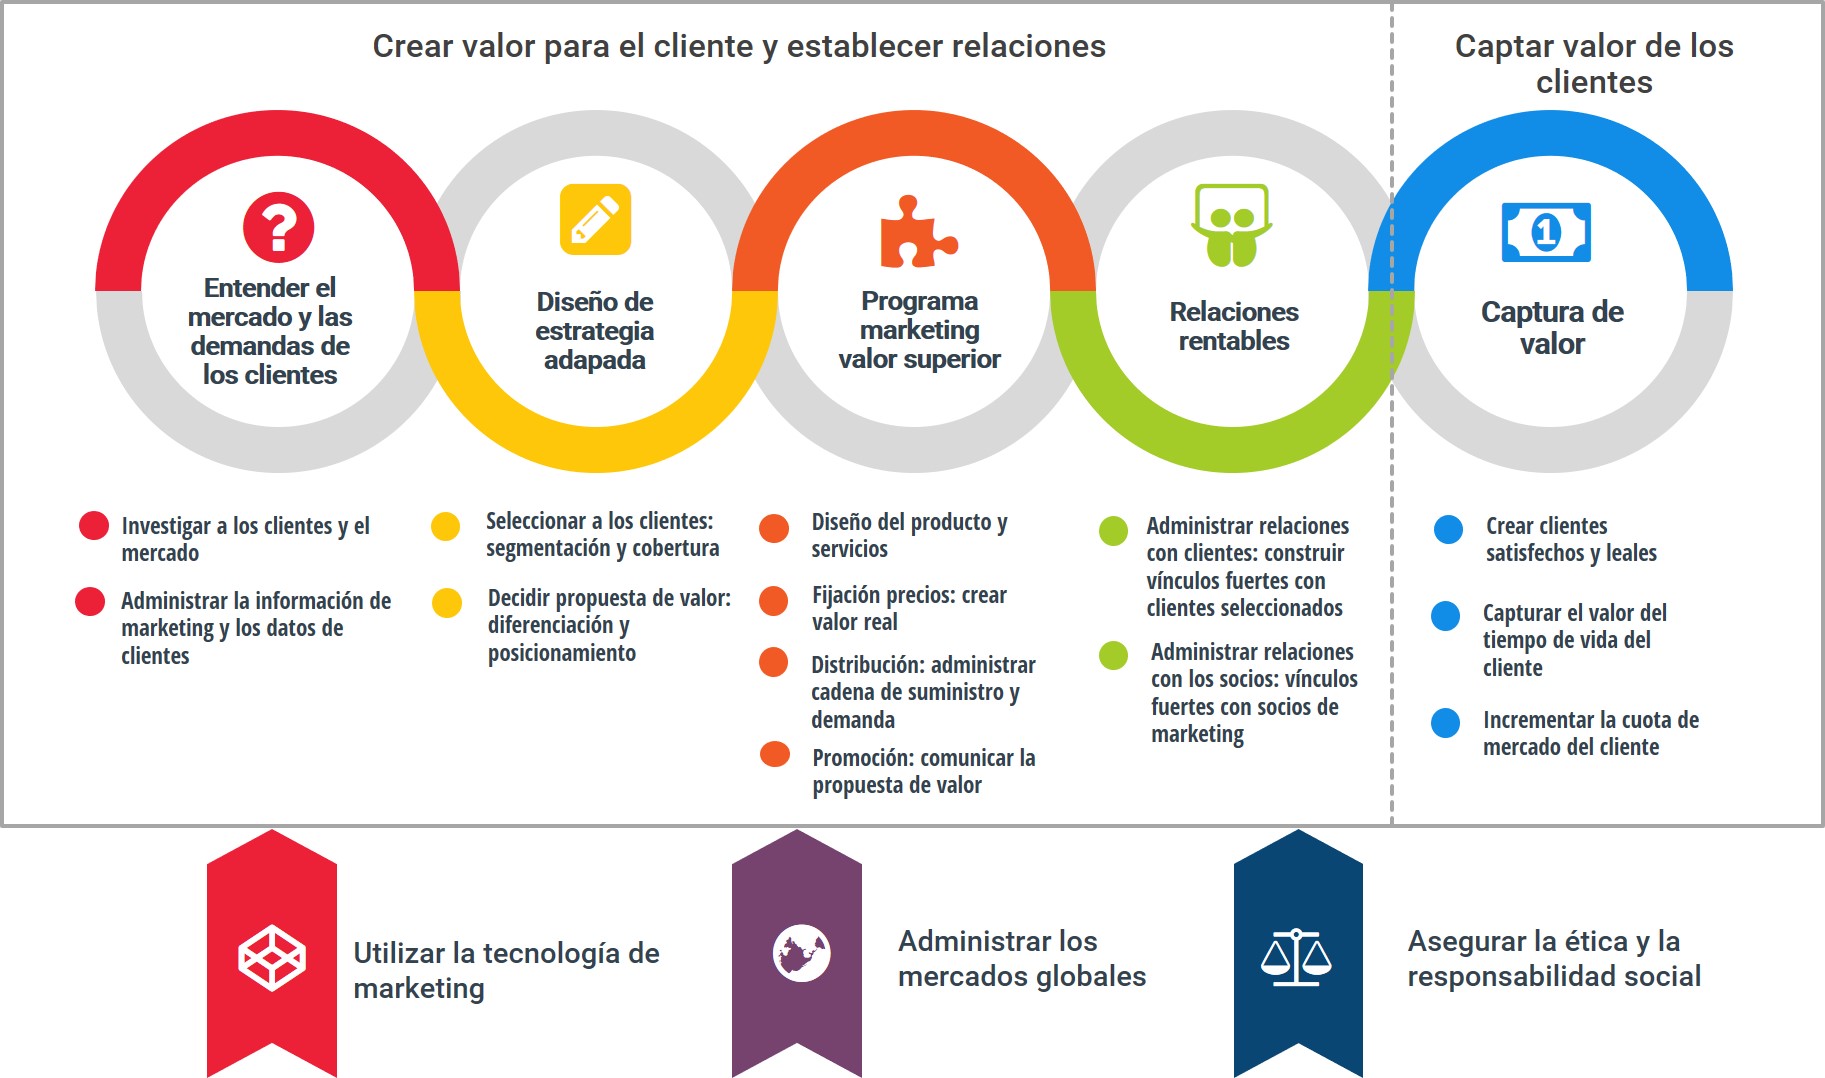 Crear valor para el cliente y establecer relaciones
Captar valor de los
clientes
Entender el
mercado y las
demandas de
los clientes
Diseño de
estrategia
adapada
Programa
marketing
valor superior
Relaciones
rentables
1
Captura de
valor
Investigar a los clientes y el
mercado
Administrar la información de
marketing y los datos de
clientes
Seleccionar a los clientes:
segmentación y cobertura
Decidir propuesta de valor:
diferenciación y
posicionamiento
Diseño del producto y
servicios
Fijación precios: crear
valor real
Distribución: administrar
cadena de suministro y
demanda
Promoción: comunicar la
propuesta de valor
Administrar relaciones
con clientes: construir
vínculos fuertes con
clientes seleccionados
Administrar relaciones
con los socios: vínculos
fuertes con socios de
marketing
Crear clientes
satisfechos y leales
Capturar el valor del
tiempo de vida del
cliente
Incrementar la cuota de
mercado del cliente
Utilizar la tecnología de
marketing
Administrar los
mercados globales
Asegurar la ética y la
responsabilidad social